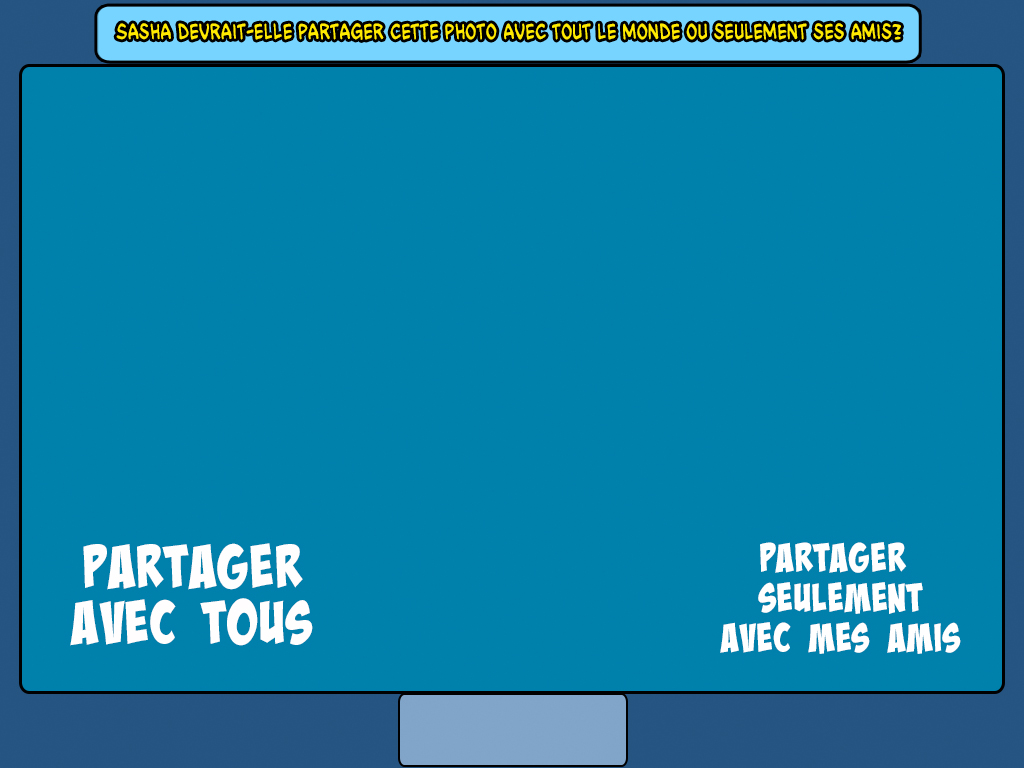 SASHA DEVRAIT-ELLE PARTAGER CETTE PHOTO AVEC TOUT LE MONDE OU SEULEMENT SES AMIS?
PARTAGER
AVEC TOUS
PARTAGER
SEULEMENT
AVEC MES AMIS